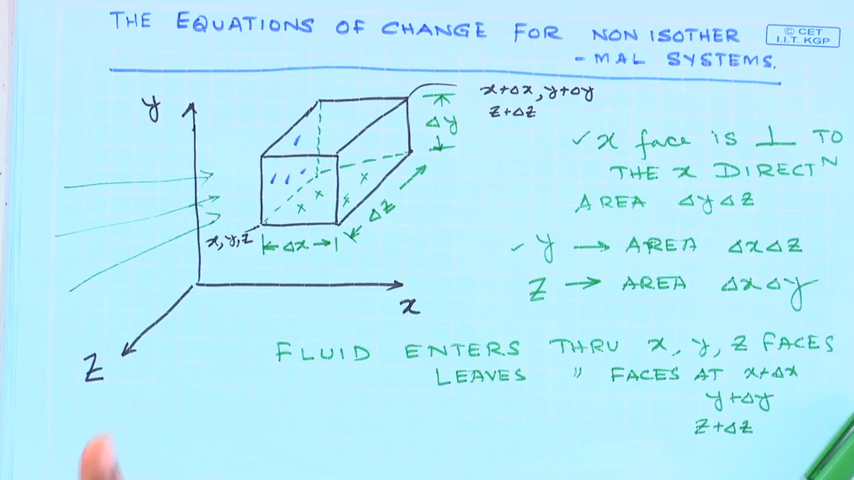 THE EQUATIONS OF CHANGE FOR NON ISOTHER
- MAL SYSTEMS.
© CET
I.I.T. KGP
y
x+Δx, y+Δy
z+Δz
Δy
✓ x face is ⊥ TO
THE x DIRECTᴺ
AREA ΔyΔz
Δz
x,y,z
Δx
✓ y → AREA ΔxΔz
z → AREA ΔxΔy
x
z
FLUID ENTERS THRU x, y, z FACES
LEAVES " FACES AT x+Δx
y+Δy
z+Δz